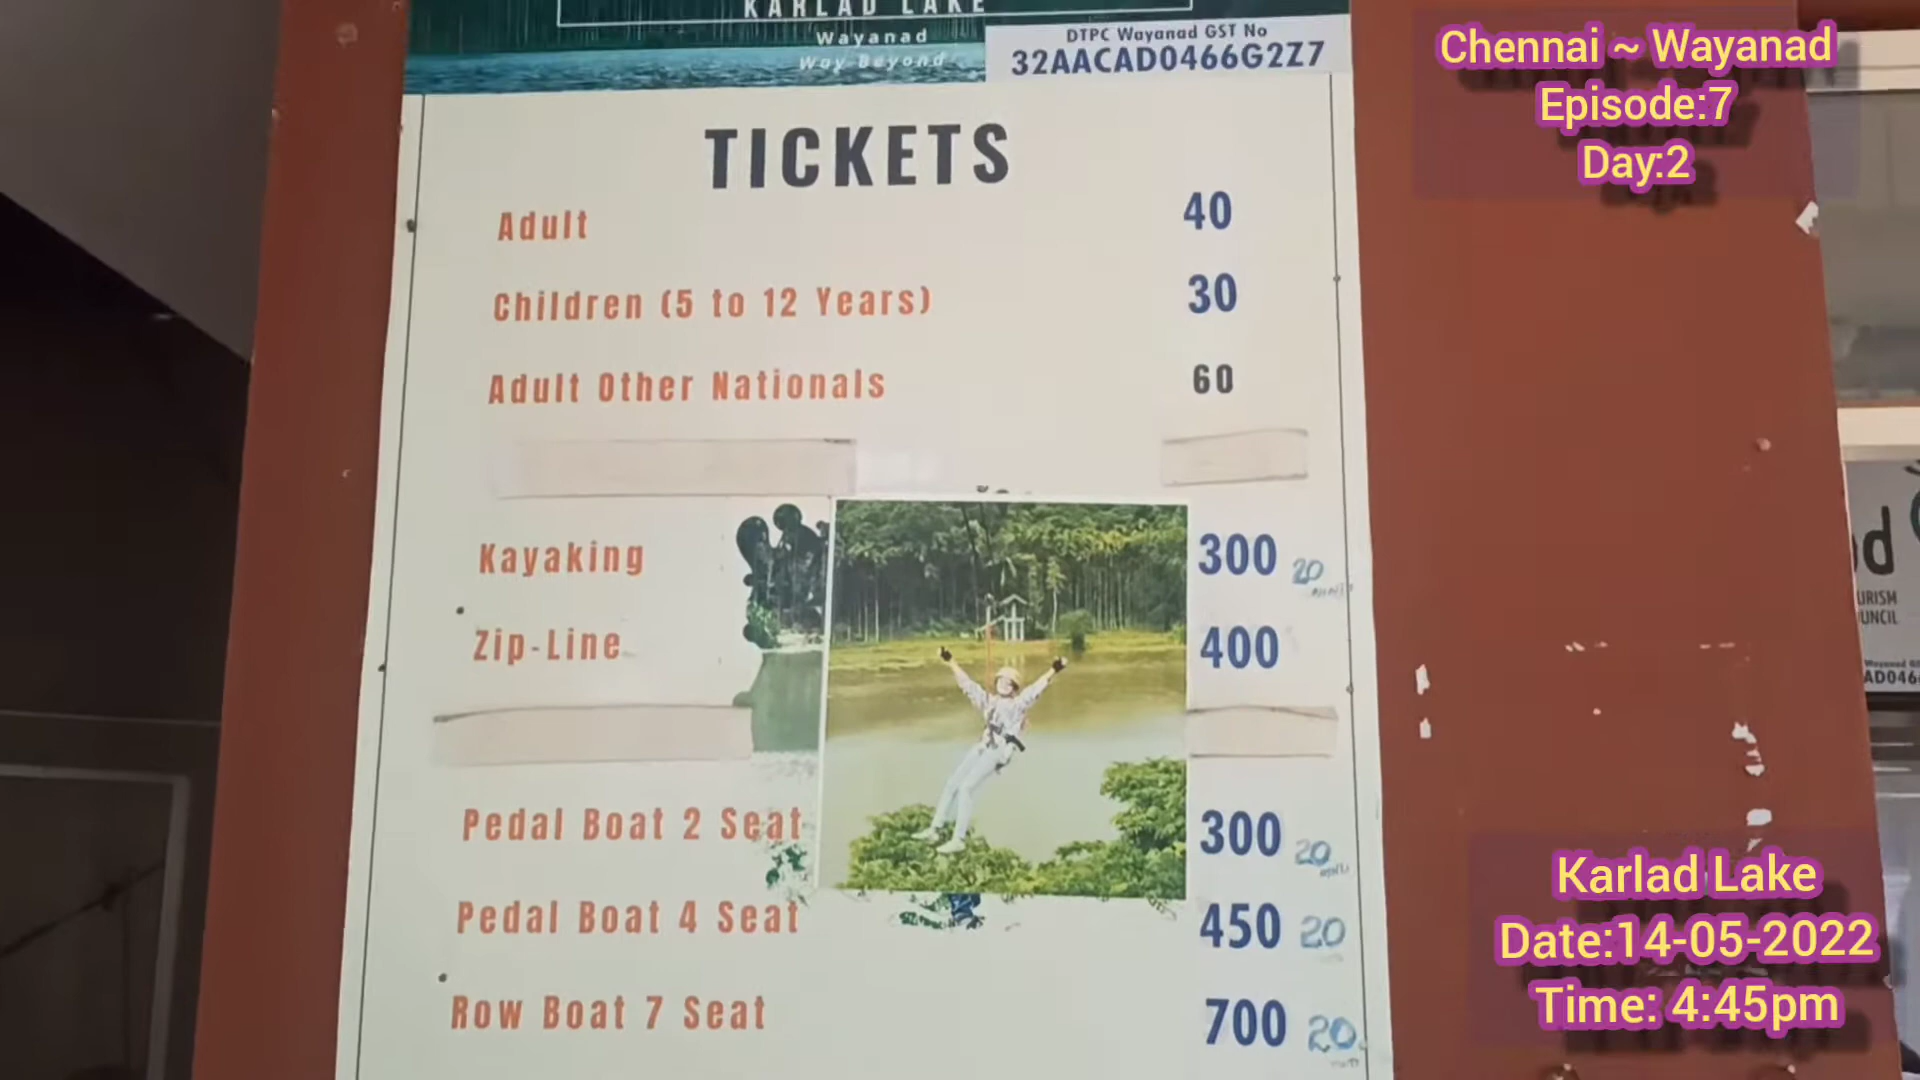 KARLAD LAKE
Wayanad
Way Beyond
DTPC Wayanad GST No
32AACAD0466G2Z7
TICKETS
Adult 40
Children (5 to 12 Years) 30
Adult Other Nationals 60
Kayaking 300 20
Zip-Line 400
Pedal Boat 2 Seat 300 20
Pedal Boat 4 Seat 450 20
Row Boat 7 Seat 700 20
Chennai ~ Wayanad
Episode:7
Day:2
Karlad Lake
Date:14-05-2022
Time: 4:45pm